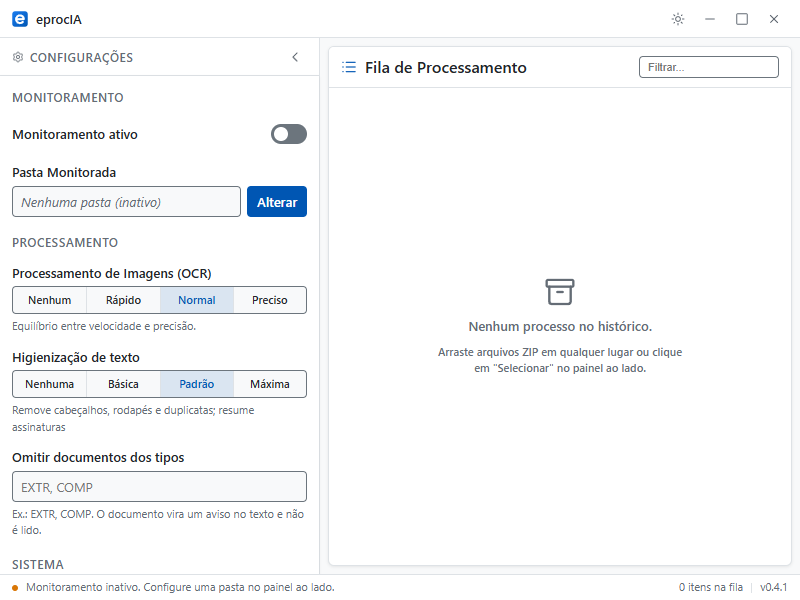 eprocIA
CONFIGURAÇÕES
MONITORAMENTO
Monitoramento ativo
Pasta Monitorada
Nenhuma pasta (inativo)
Alterar
PROCESSAMENTO
Processamento de Imagens (OCR)
Nenhum Rápido Normal Preciso
Equilíbrio entre velocidade e precisão.
Higienização de texto
Nenhuma Básica Padrão Máxima
Remove cabeçalhos, rodapés e duplicatas; resume
assinaturas
Omitir documentos dos tipos
EXTR, COMP
Ex.: EXTR, COMP. O documento vira um aviso no texto e não
é lido.
SISTEMA
Fila de Processamento
Filtrar...
Nenhum processo no histórico.
Arraste arquivos ZIP em qualquer lugar ou clique
em "Selecionar" no painel ao lado.
Monitoramento inativo. Configure uma pasta no painel ao lado.
0 itens na fila
v0.4.1